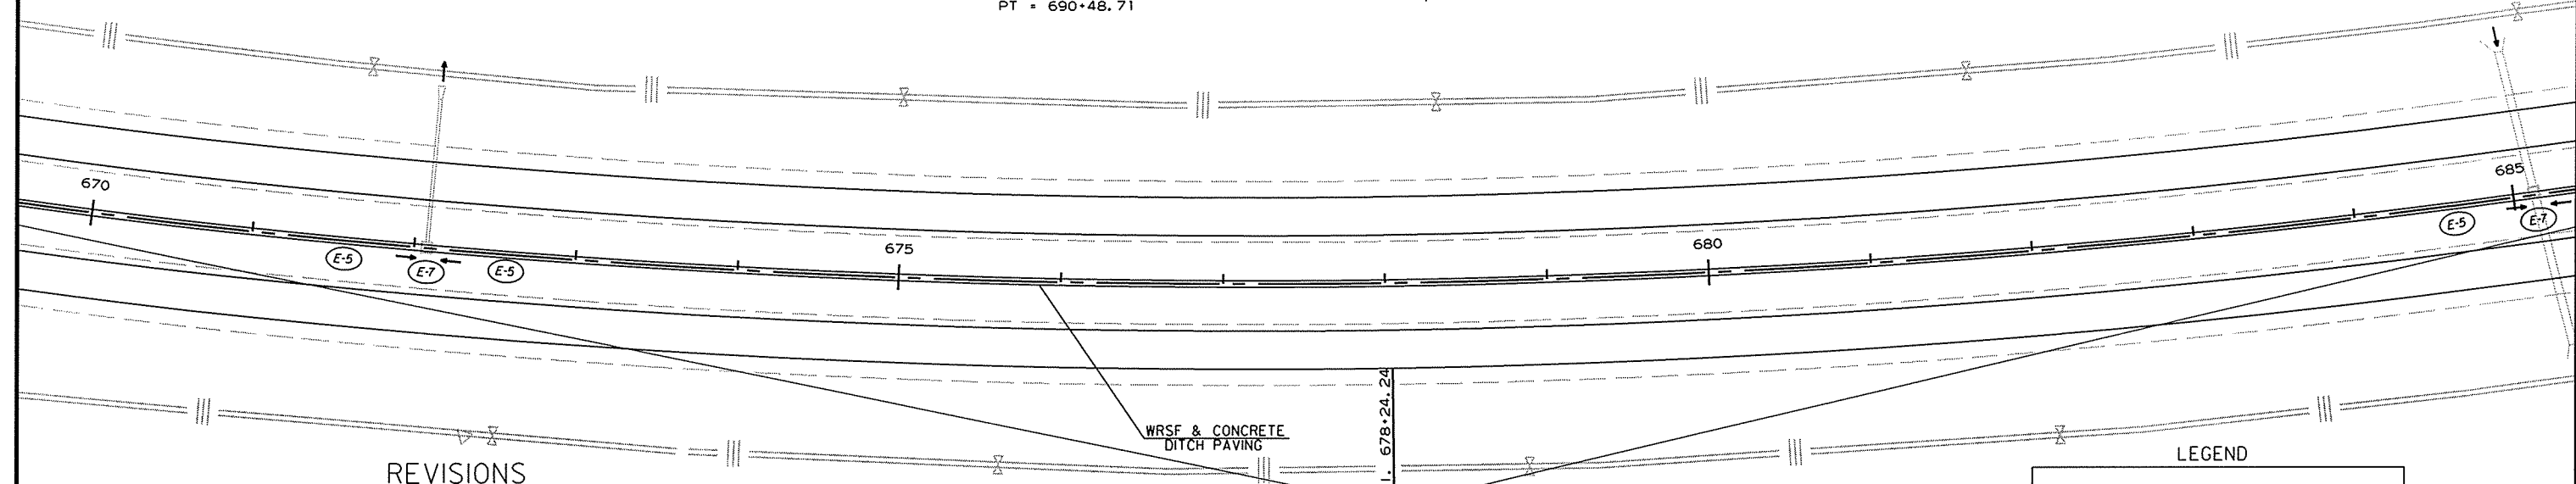 PT = 690+48.71
670
675
680
685
E-5
E-7
E-5
E-5
E-7
WRSF & CONCRETE
DITCH PAVING
I. 678+24.24
REVISIONS
LEGEND